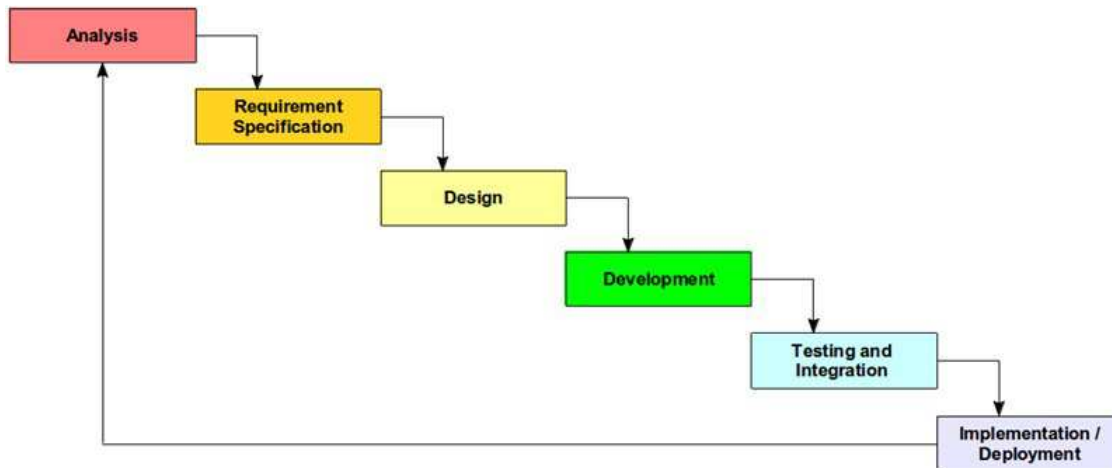 Analysis
Requirement
Specification
Design
Development
Testing and
Integration
Implementation /
Deployment